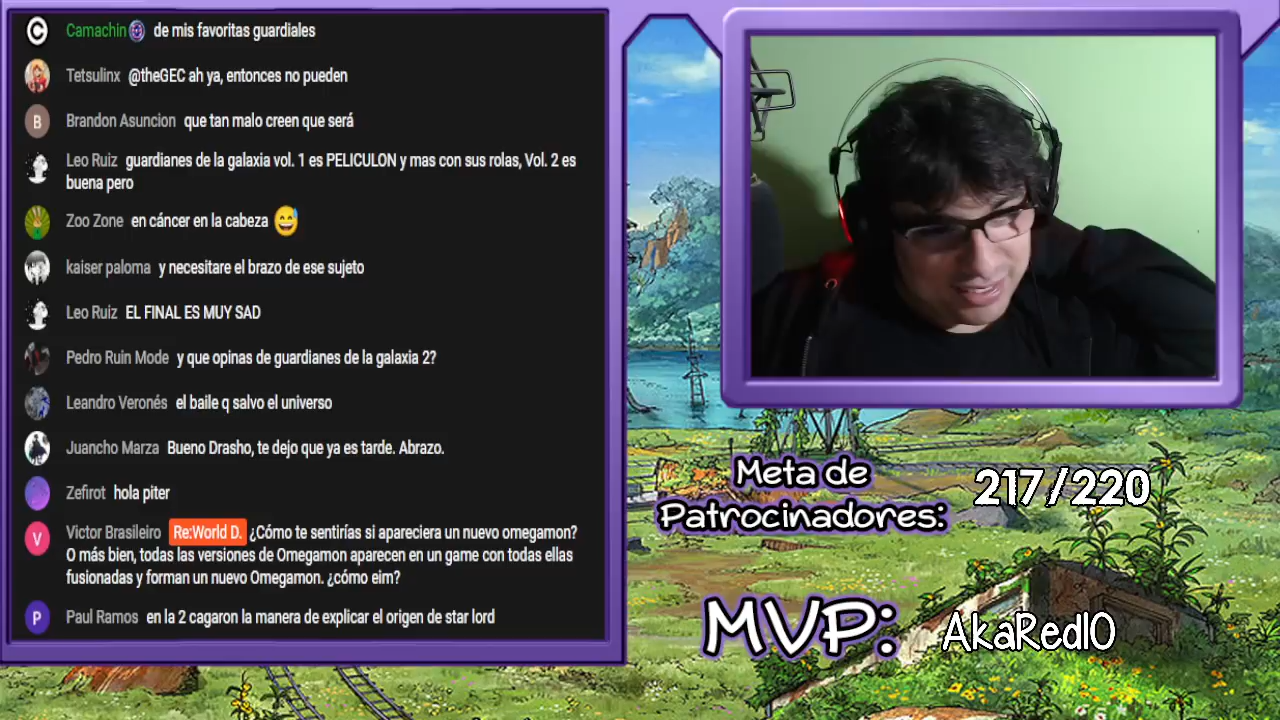 Camachin de mis favoritas guardiales
Tetsulinx @theGEC ah ya, entonces no pueden
B Brandon Asuncion que tan malo creen que será
Leo Ruiz guardianes de la galaxia vol. 1 es PELICULON y mas con sus rolas, Vol. 2 es
buena pero
Zoo Zone en cáncer en la cabeza 😅
kaiser paloma y necesitare el brazo de ese sujeto
Leo Ruiz EL FINAL ES MUY SAD
Pedro Ruin Mode y que opinas de guardianes de la galaxia 2?
Leandro Veronés el baile q salvo el universo
Juancho Marza Bueno Drasho, te dejo que ya es tarde. Abrazo.
Zefirot hola piter
V Victor Brasileiro Re:World D. ¿Cómo te sentirías si apareciera un nuevo omegamon?
O más bien, todas las versiones de Omegamon aparecen en un game con todas ellas
fusionadas y forman un nuevo Omegamon. ¿cómo eim?
P Paul Ramos en la 2 cagaron la manera de explicar el origen de star lord
Meta de
Patrocinadores: 217/220
MVP: AkaRed10